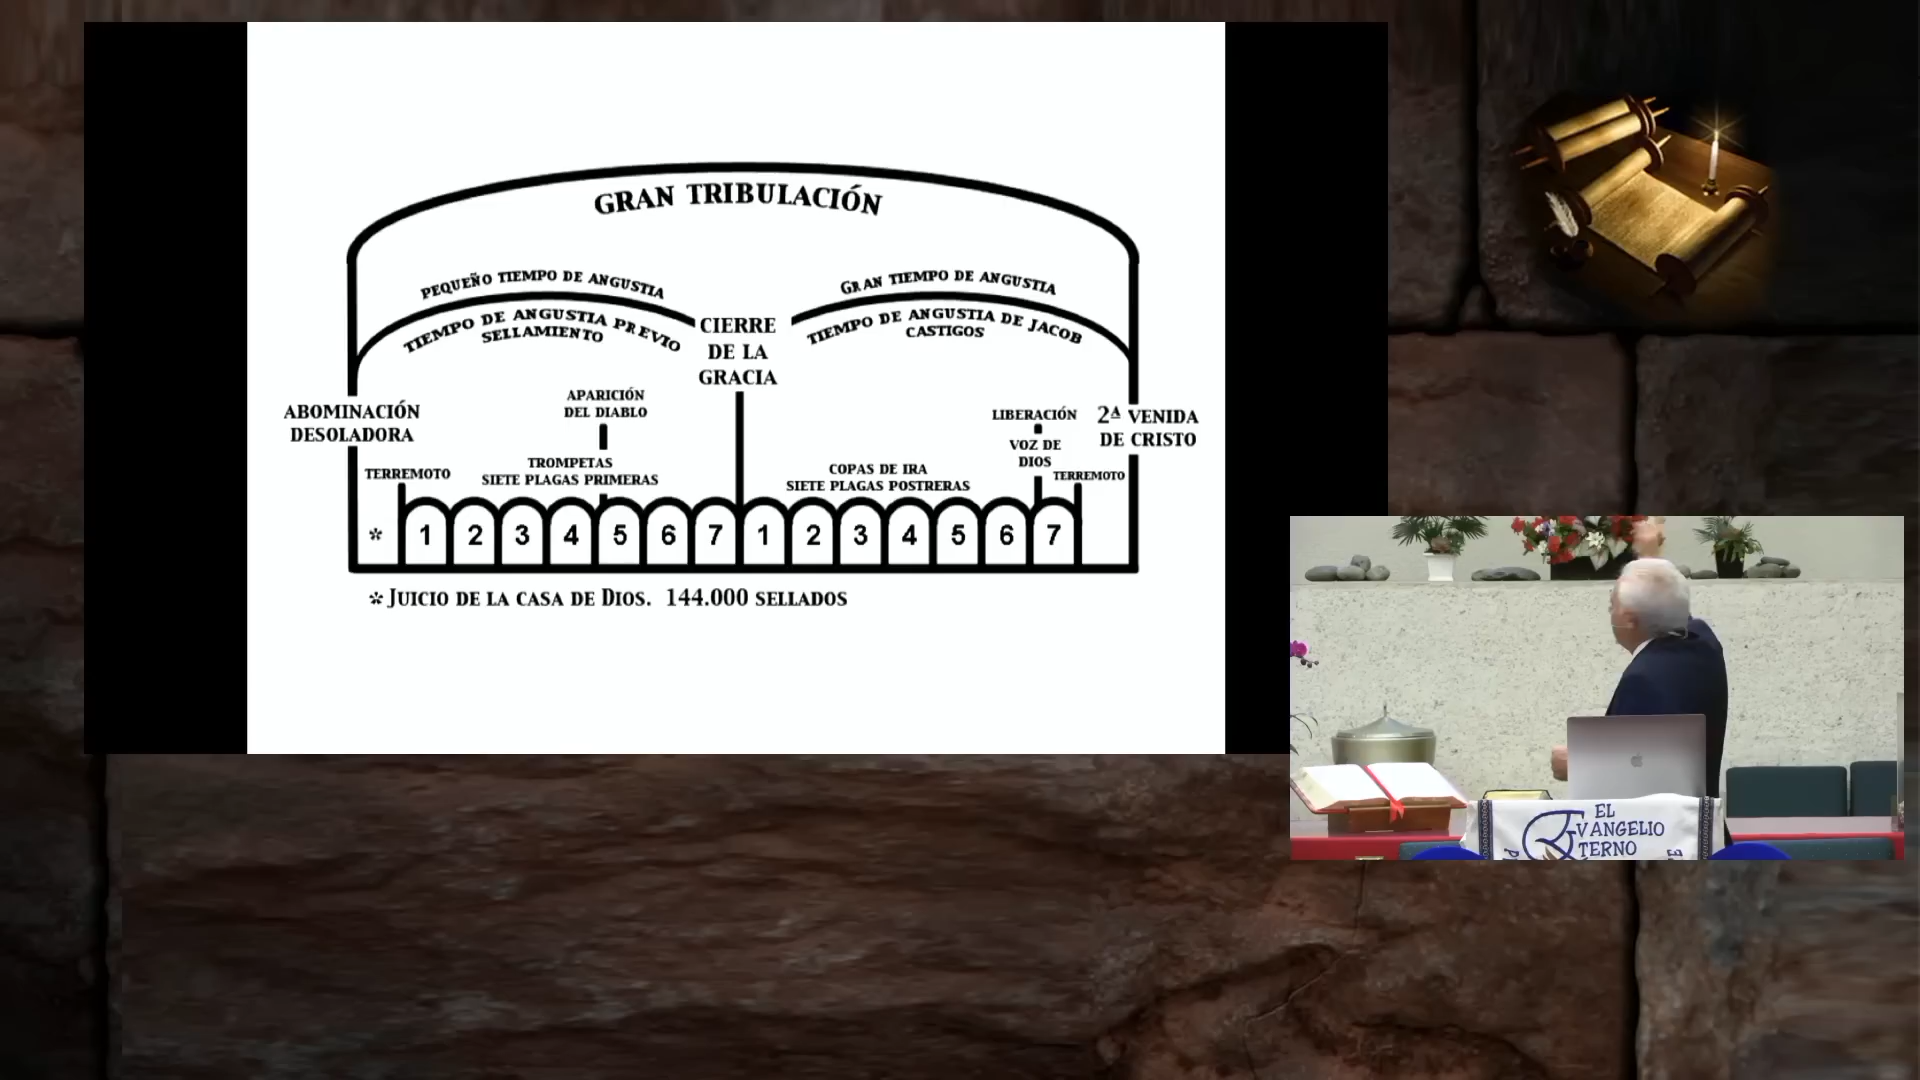 GRAN TRIBULACIÓN
PEQUEÑO TIEMPO DE ANGUSTIA
GRAN TIEMPO DE ANGUSTIA
TIEMPO DE ANGUSTIA PREVIO
SELLAMIENTO
CIERRE
DE LA
GRACIA
TIEMPO DE ANGUSTIA DE JACOB
CASTIGOS
ABOMINACIÓN
DESOLADORA
APARICIÓN
DEL DIABLO
LIBERACIÓN
2ª VENIDA
DE CRISTO
VOZ DE
DIOS
TERREMOTO
TROMPETAS
SIETE PLAGAS PRIMERAS
COPAS DE IRA
SIETE PLAGAS POSTRERAS
TERREMOTO
* 1 2 3 4 5 6 7 1 2 3 4 5 6 7
* JUICIO DE LA CASA DE DIOS. 144.000 SELLADOS
EL
EVANGELIO
ETERNO